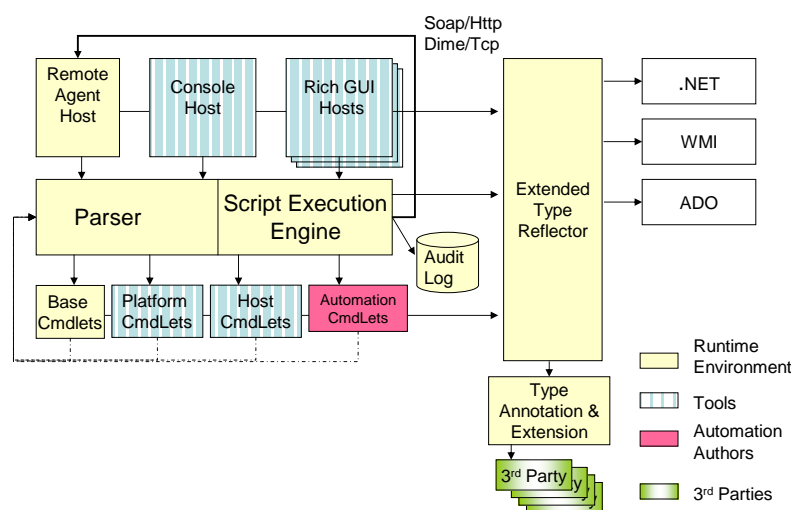 Soap/Http
Dime/Tcp
Remote
Agent
Host
Console
Host
Rich GUI
Hosts
.NET
WMI
ADO
Parser
Script Execution
Engine
Extended
Type
Reflector
Audit
Log
Base
Cmdlets
Platform
CmdLets
Host
CmdLets
Automation
CmdLets
Type
Annotation &
Extension
3rd Party
Runtime
Environment
Tools
Automation
Authors
3rd Parties